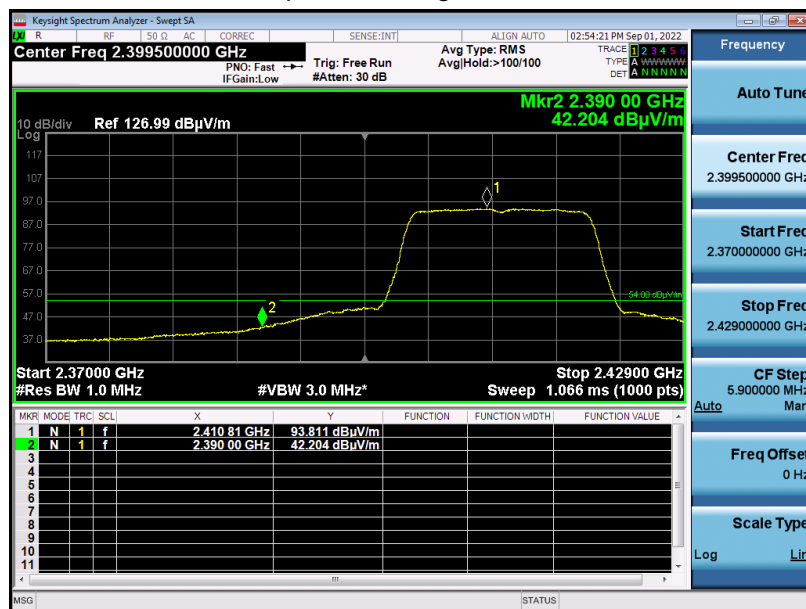 Keysight Spectrum Analyzer - Swept SA
LXI R RF 50 Ω AC CORREC SENSE:INT ALIGN AUTO 02:54:21 PM Sep 01, 2022
Center Freq 2.399500000 GHz
PNO: Fast
IFGain:Low
Trig: Free Run
#Atten: 30 dB
Avg Type: RMS
Avg|Hold:>100/100
TRACE 1 2 3 4 5 6
TYPE A WWWWW
DET A N N N N N
Mkr2 2.390 00 GHz
42.204 dBµV/m
10 dB/div Ref 126.99 dBµV/m
Log
117
107
97.0
87.0
77.0
67.0
57.0
47.0
37.0
1
2
54.00 dBµV/m
Start 2.37000 GHz Stop 2.42900 GHz
#Res BW 1.0 MHz #VBW 3.0 MHz* Sweep 1.066 ms (1000 pts)
MKR MODE TRC SCL X Y FUNCTION FUNCTION WIDTH FUNCTION VALUE
1 N 1 f 2.410 81 GHz 93.811 dBµV/m
2 N 1 f 2.390 00 GHz 42.204 dBµV/m
3
4
5
6
7
8
9
10
11
MSG STATUS
Frequency
Auto Tune
Center Freq
2.399500000 GHz
Start Freq
2.370000000 GHz
Stop Freq
2.429000000 GHz
CF Step
5.900000 MHz
Auto Man
Freq Offset
0 Hz
Scale Type
Log Lin